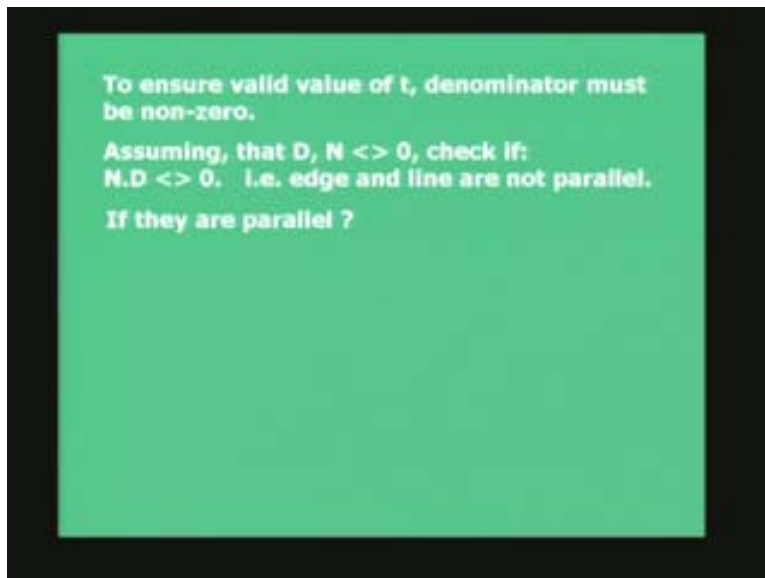 To ensure valid value of t, denominator must
be non-zero.
Assuming, that D, N <> 0, check if:
N.D <> 0.   i.e. edge and line are not parallel.
If they are parallel ?